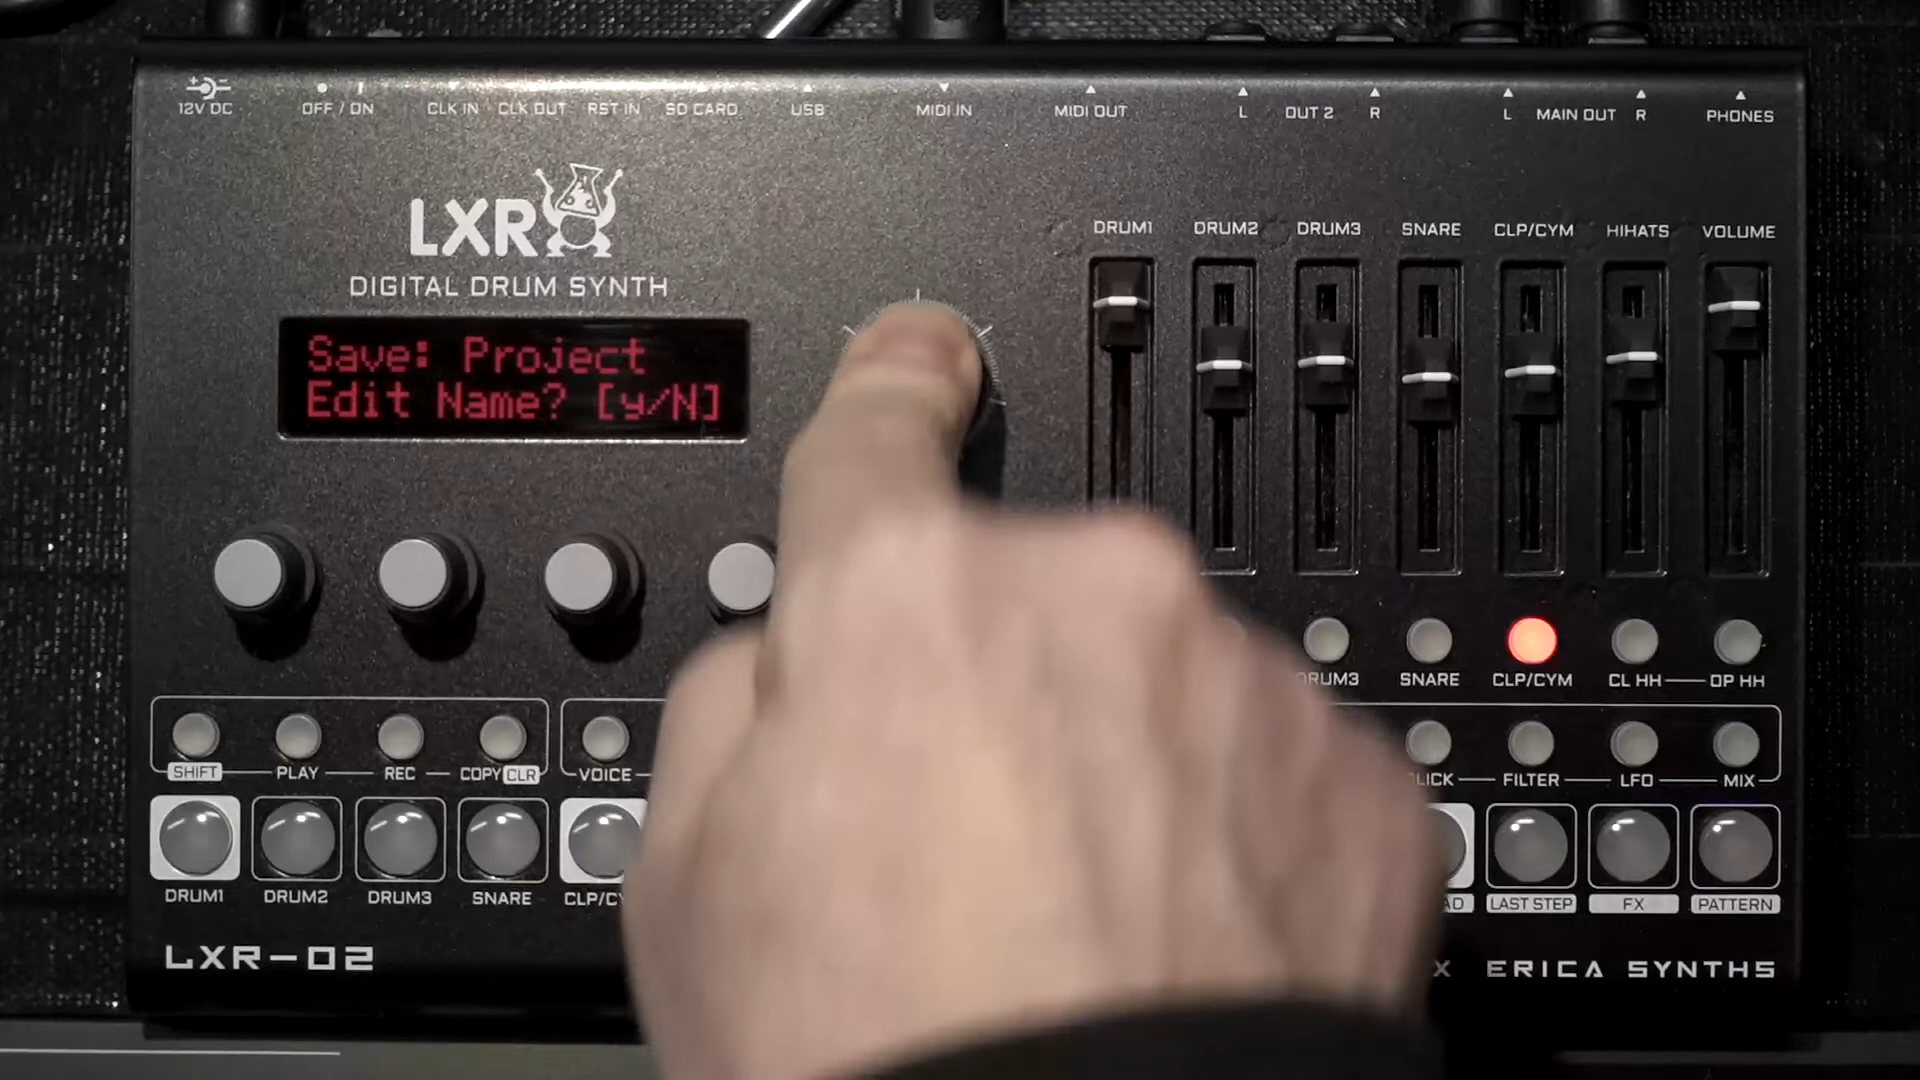 12V DC OFF / ON CLK IN CLK OUT RST IN SD CARD USB MIDI IN MIDI OUT L OUT 2 R L MAIN OUT R PHONES
LXR
DIGITAL DRUM SYNTH
DRUM1 DRUM2 DRUM3 SNARE CLP/CYM HIHATS VOLUME
Save: Project
Edit Name? [y/N]
DRUM3 SNARE CLP/CYM CL HH OP HH
SHIFT PLAY REC COPY CLR VOICE FILTER LFO MIX
DRUM1 DRUM2 DRUM3 SNARE LAST STEP FX PATTERN
LXR-02 X ERICA SYNTHS